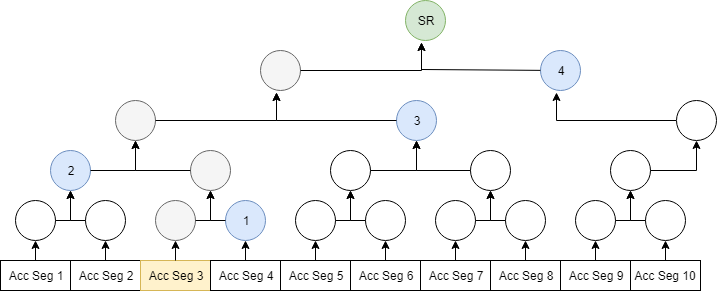 SR
4
3
2
1
Acc Seg 1
Acc Seg 2
Acc Seg 3
Acc Seg 4
Acc Seg 5
Acc Seg 6
Acc Seg 7
Acc Seg 8
Acc Seg 9
Acc Seg 10